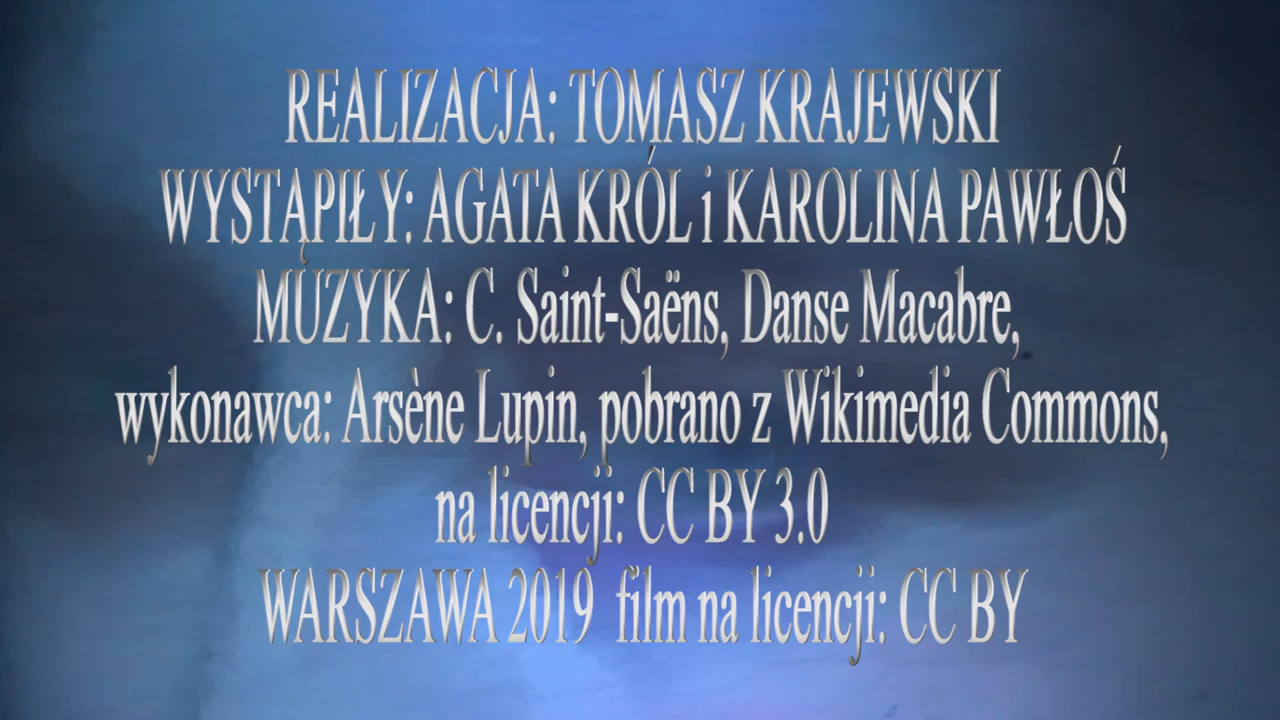 REALIZACJA: TOMASZ KRAJEWSKI
WYSTĄPIŁY: AGATA KRÓL i KAROLINA PAWŁOŚ
MUZYKA: C. Saint-Saëns, Danse Macabre,
wykonawca: Arsène Lupin, pobrano z Wikimedia Commons,
na licencji: CC BY 3.0
WARSZAWA 2019 film na licencji: CC BY